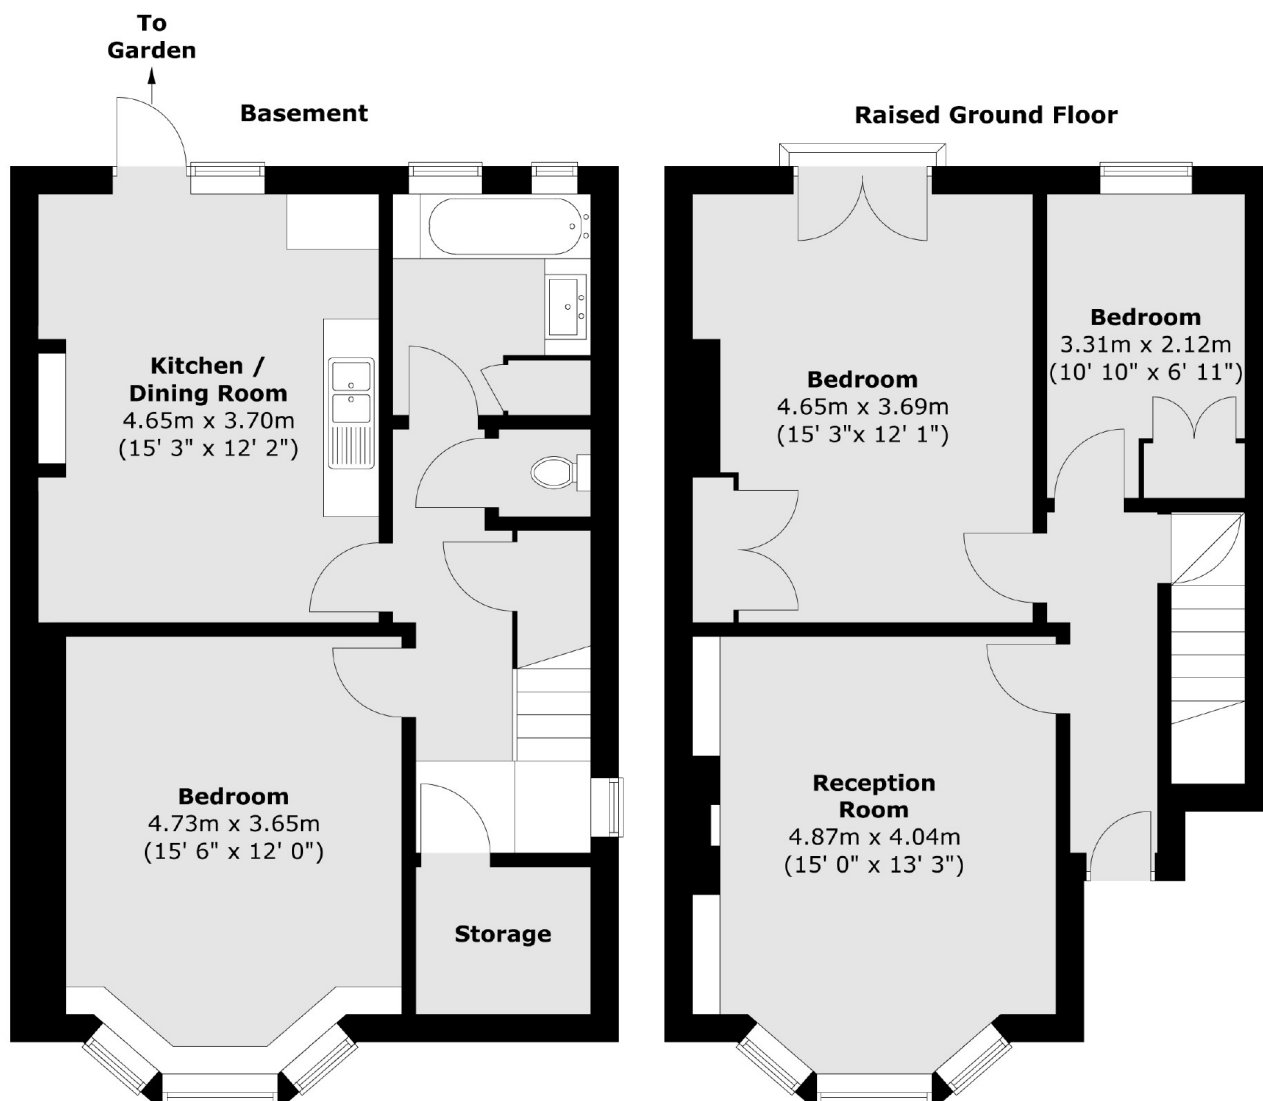 To
Garden
Basement
Kitchen /
Dining Room
4.65m x 3.70m
(15' 3" x 12' 2")
Bedroom
4.73m x 3.65m
(15' 6" x 12' 0")
Storage
Raised Ground Floor
Bedroom
3.31m x 2.12m
(10' 10" x 6' 11")
Bedroom
4.65m x 3.69m
(15' 3"x 12' 1")
Reception
Room
4.87m x 4.04m
(15' 0" x 13' 3")